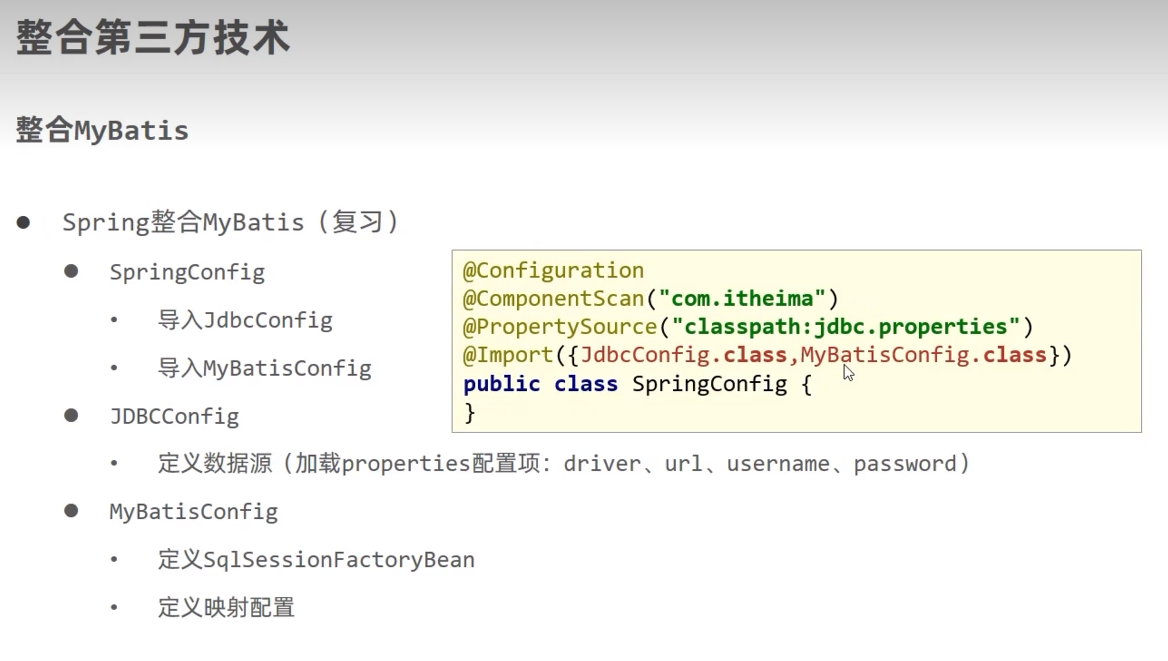 整合第三方技术
整合MyBatis
● Spring整合MyBatis（复习）
● SpringConfig
• 导入JdbcConfig
• 导入MyBatisConfig
@Configuration
@ComponentScan("com.itheima")
@PropertySource("classpath:jdbc.properties")
@Import({JdbcConfig.class,MyBatisConfig.class})
public class SpringConfig {
}
● JDBCConfig
• 定义数据源（加载properties配置项：driver、url、username、password）
● MyBatisConfig
• 定义SqlSessionFactoryBean
• 定义映射配置